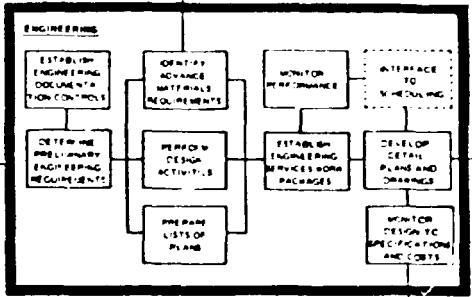 ENGINEERING
ESTABLISH
ENGINEERING
DOCUMENTA
TION CONTROLS
IDENTIFY
ADVANCE
MATERIALS
REQUIREMENTS
MONITOR
PERFORMANCE
INTERFACE
TO
SCHEDULING
DETERMINE
PRELIMINARY
ENGINEERING
REQUIREMENTS
PERFORM
DESIGN
ACTIVITIES
ESTABLISH
ENGINEERING
SERVICES WORK
PACKAGES
DEVELOP
DETAIL
PLANS AND
DRAWINGS
PREPARE
LISTS OF
PLANS
MONITOR
DESIGN TO
SPECIFICATIONS
AND COSTS